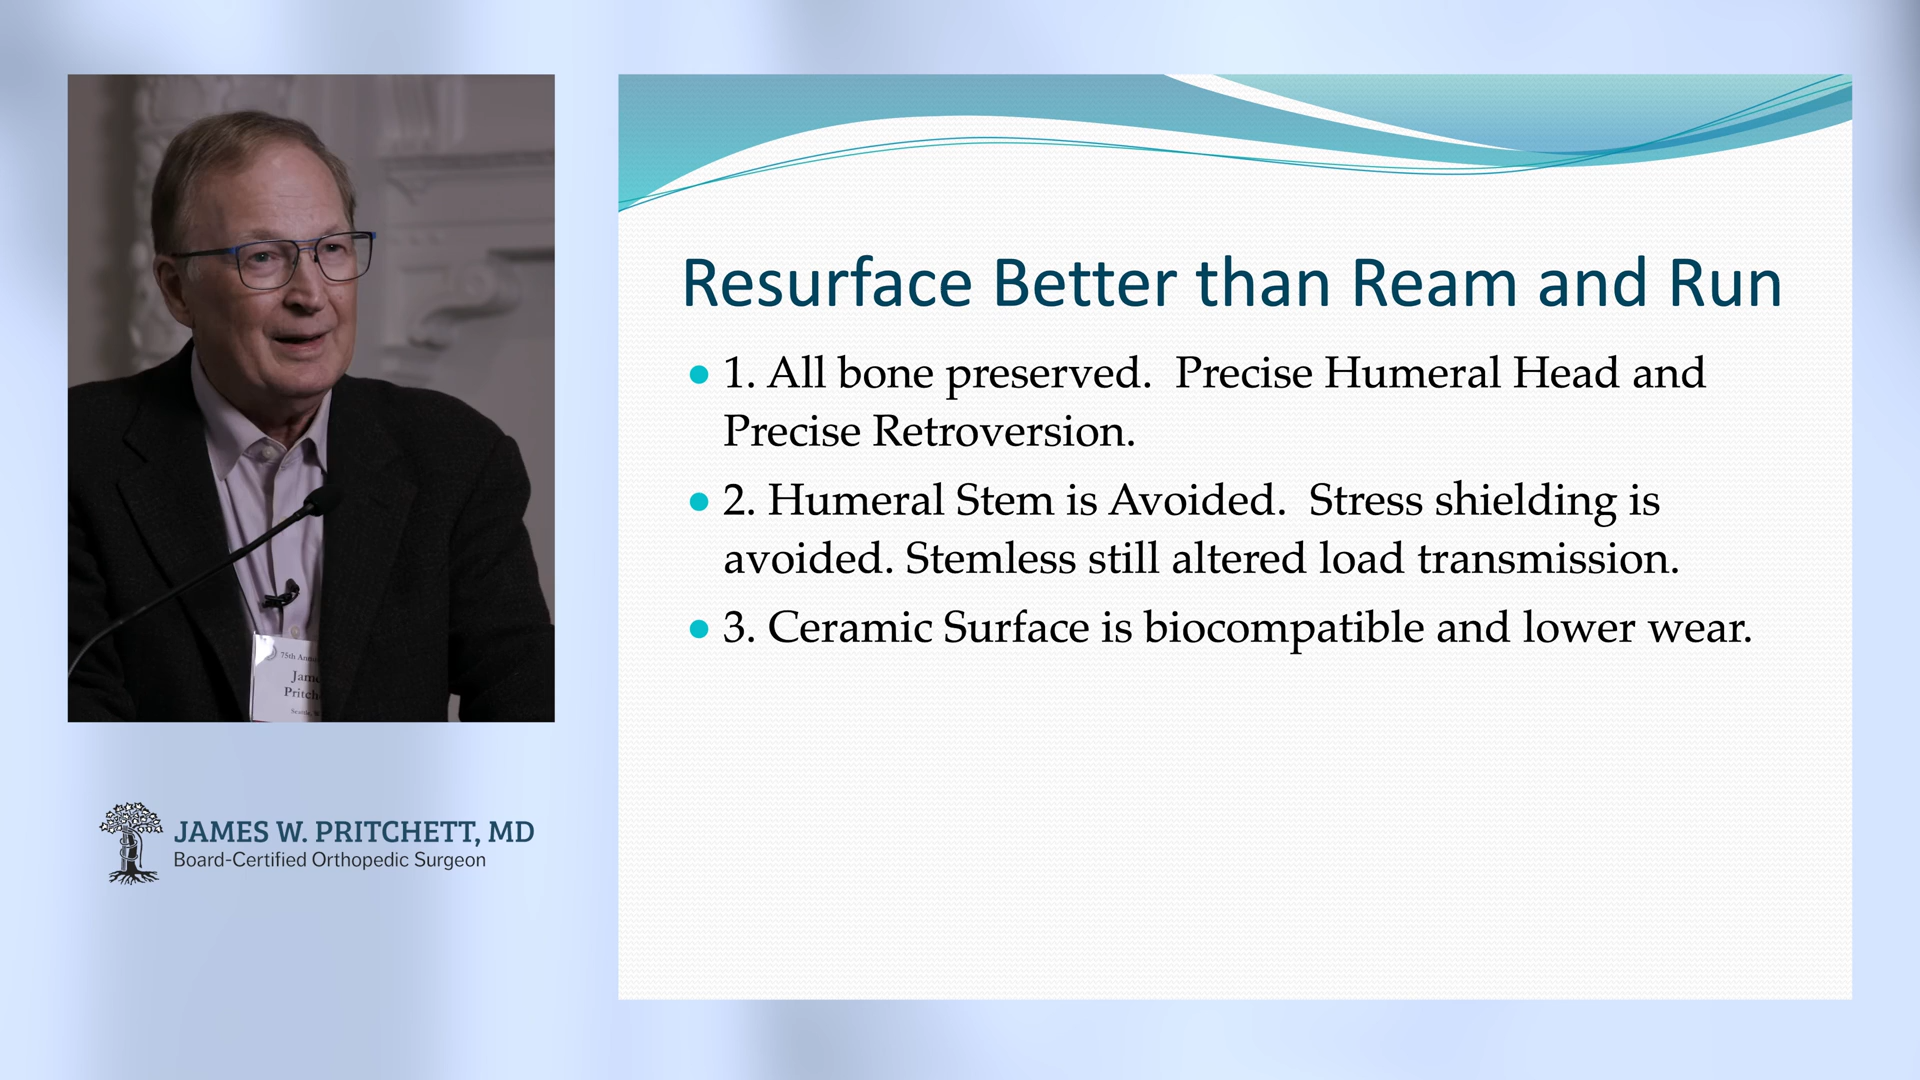 Resurface Better than Ream and Run
• 1. All bone preserved.  Precise Humeral Head and
Precise Retroversion.
• 2. Humeral Stem is Avoided.  Stress shielding is
avoided. Stemless still altered load transmission.
• 3. Ceramic Surface is biocompatible and lower wear.
75th
JAMES W. PRITCHETT, MD
Board-Certified Orthopedic Surgeon